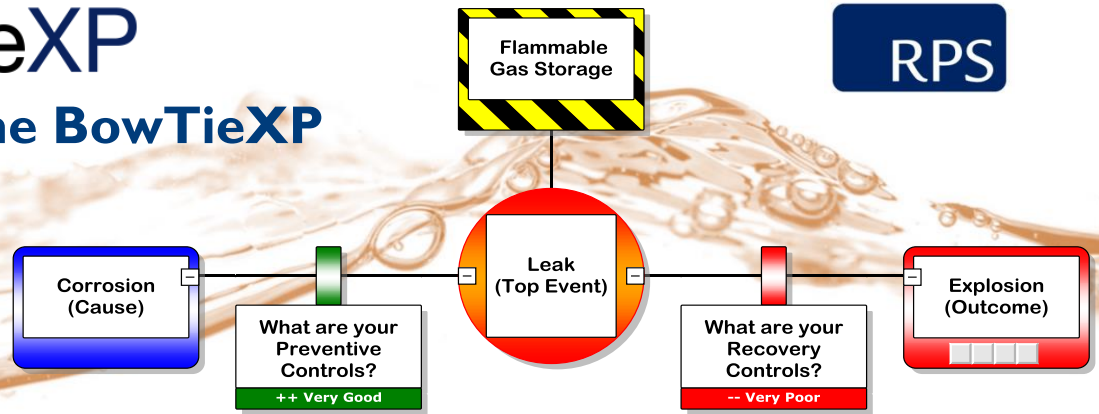 eXP
ne BowTieXP
RPS
Flammable
Gas Storage
Leak
(Top Event)
Corrosion
(Cause)
What are your
Preventive
Controls?
++ Very Good
What are your
Recovery
Controls?
-- Very Poor
Explosion
(Outcome)